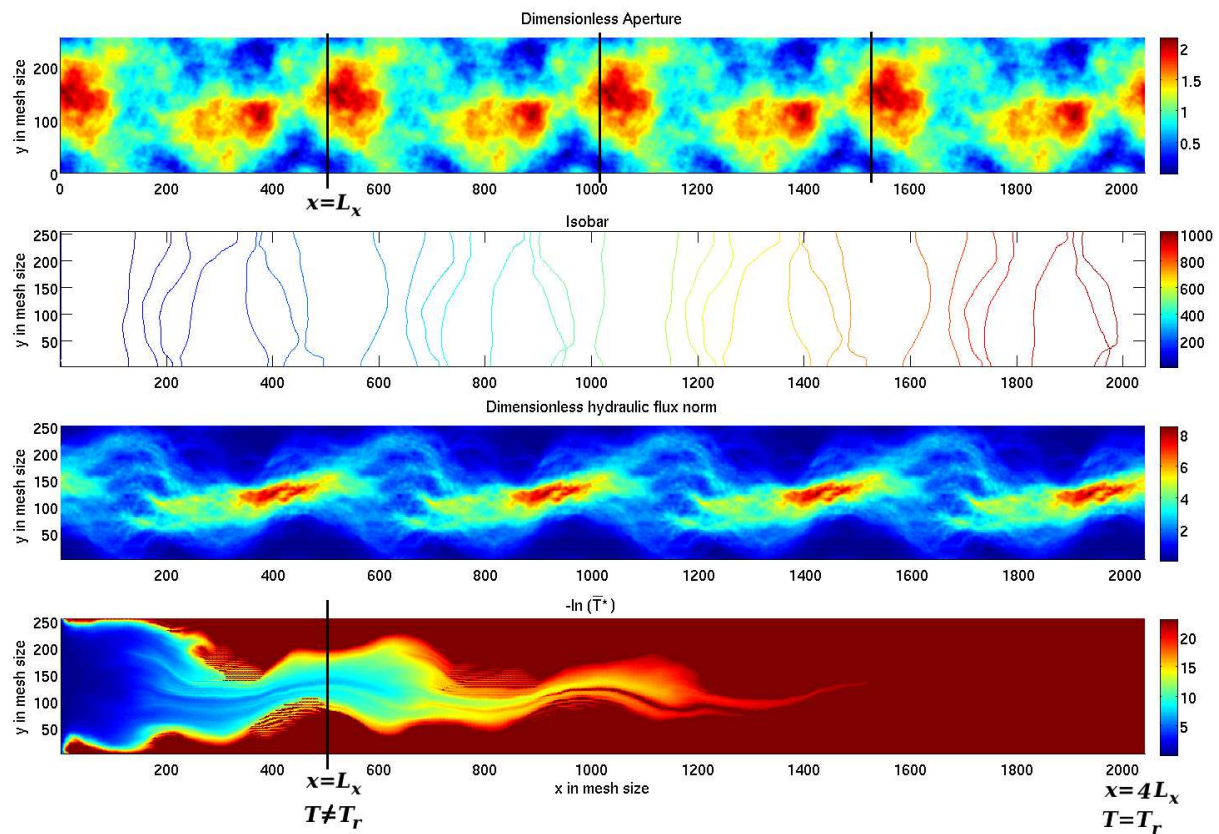 Dimensionless Aperture
y in mesh size
200
100
0
0 200 400 600 800 1000 1200 1400 1600 1800 2000
2
1.5
1
0.5
x=Lₓ
Isobar
y in mesh size
250
200
150
100
50
200 400 600 800 1000 1200 1400 1600 1800 2000
1000
800
600
400
200
Dimensionless hydraulic flux norm
y in mesh size
250
200
150
100
50
200 400 600 800 1000 1200 1400 1600 1800 2000
8
6
4
2
-ln (T̅*)
y in mesh size
250
200
150
100
50
200 400 600 800 1000 1200 1400 1600 1800 2000
20
15
10
5
x=Lₓ
x in mesh size
x=4Lₓ
T≠Tᵣ
T=Tᵣ